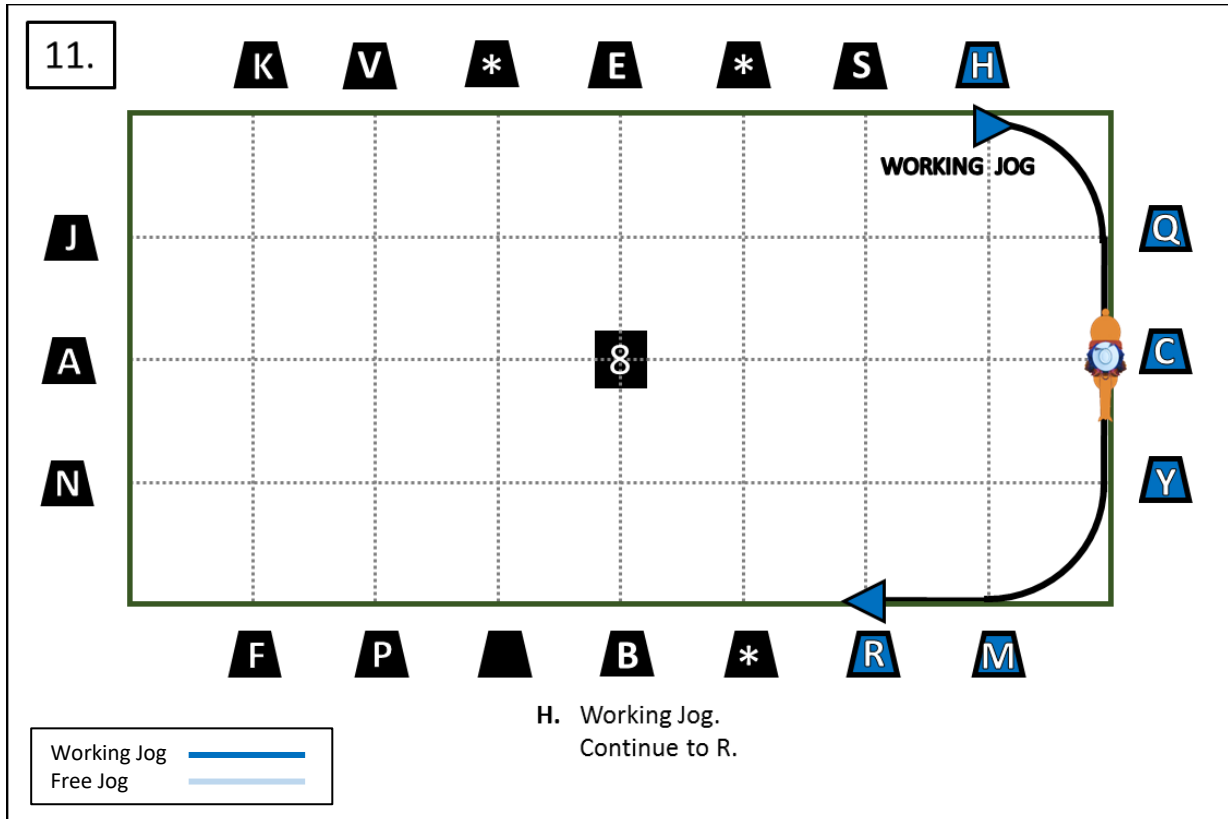 11.
K V * E * S H
WORKING JOG
J Q
A 8 C
N Y
F P B * R M
H. Working Jog.
Continue to R.
Working Jog
Free Jog